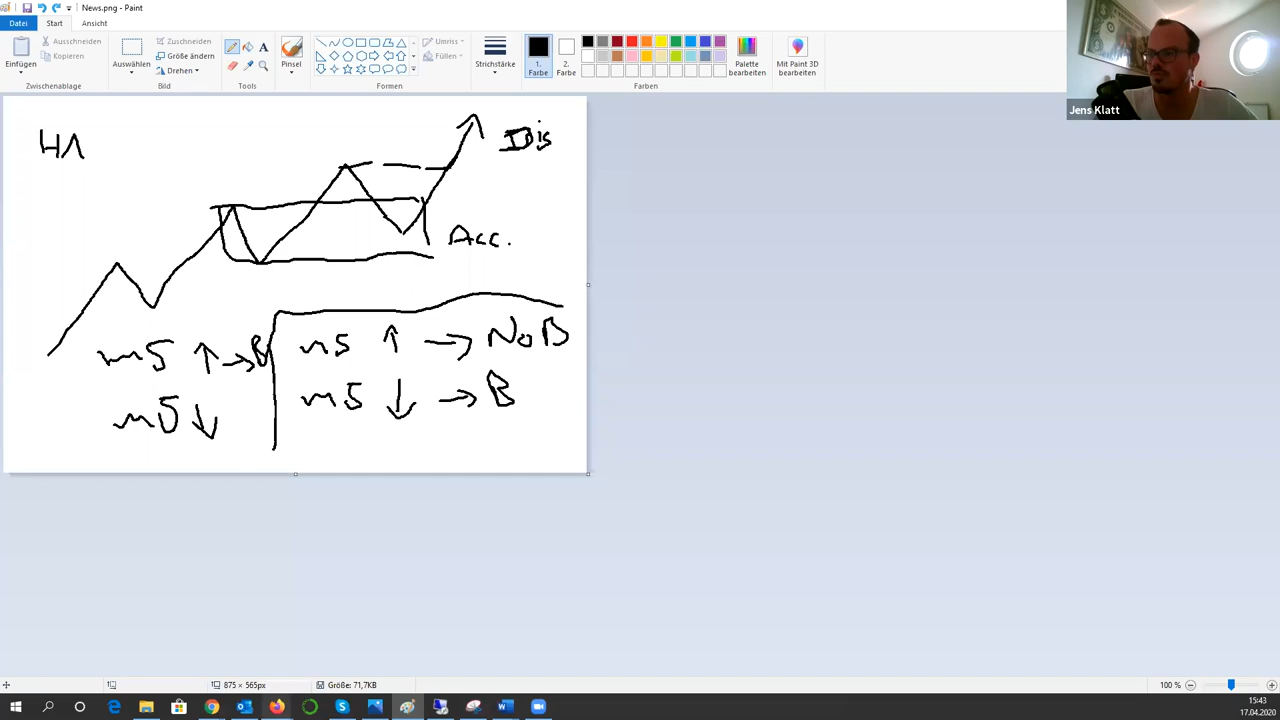 News.png - Paint
Datei Start Ansicht
Einfügen
Ausschneiden
Kopieren
Zwischenablage
Auswählen
Zuschneiden
Größe ändern
Drehen
Bild
Tools
Pinsel
Formen
Umriss
Füllen
Strichstärke
1. Farbe
2. Farbe
Farben
Palette bearbeiten
Mit Paint 3D bearbeiten
Jens Klatt
H1
Dis
Acc.
m5 ↑ → B
m5 ↓
m5 ↑ → No B
m5 ↓ → B
875 × 565px
Größe: 71,7KB
100 %
15:43
17.04.2020